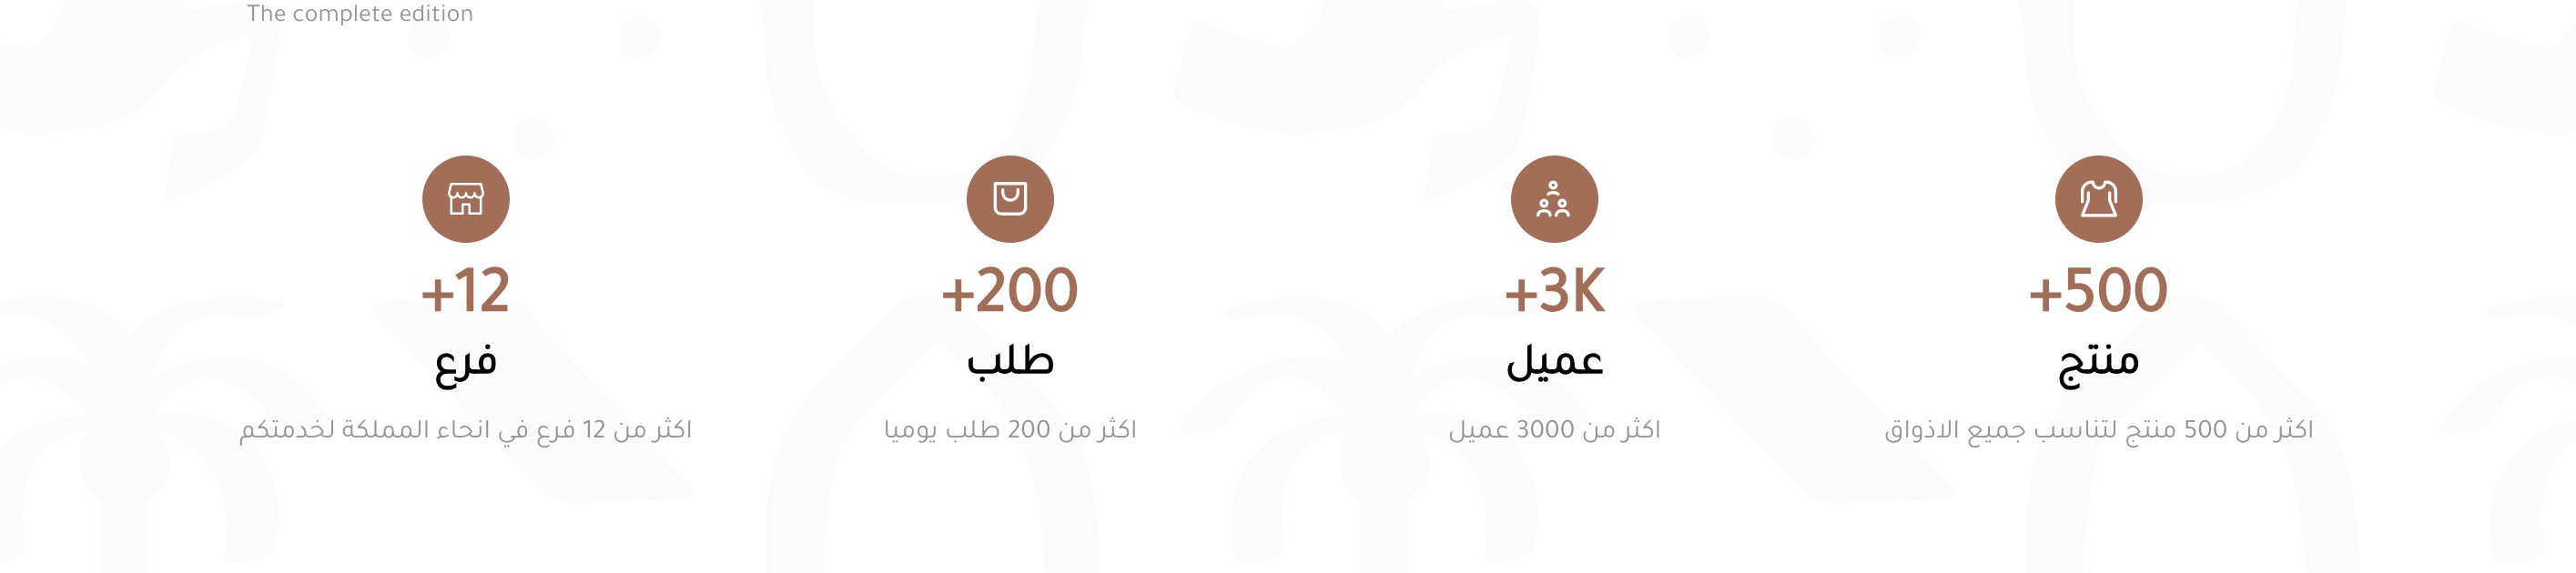 The complete edition
+500
منتج
اكثر من 500 منتج لتناسب جميع الاذواق
+3K
عميل
اكثر من 3000 عميل
+200
طلب
اكثر من 200 طلب يوميا
+12
فرع
اكثر من 12 فرع في انحاء المملكة لخدمتكم